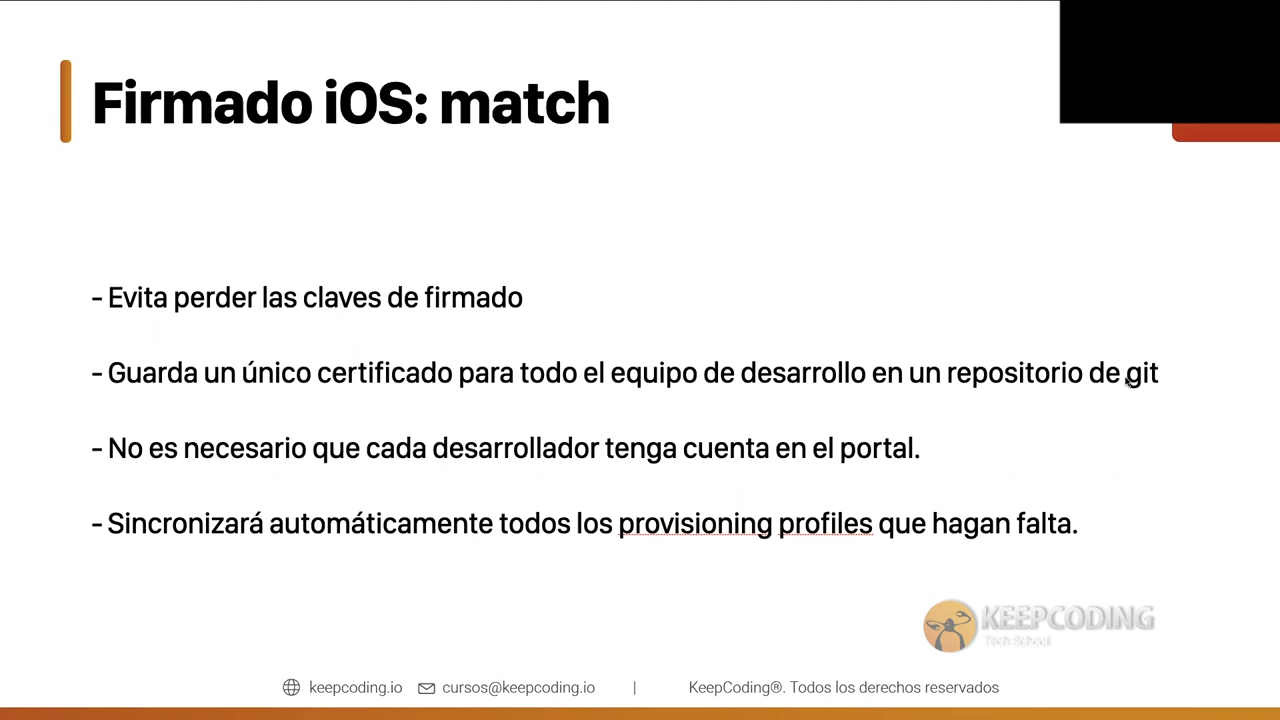 Firmado iOS: match
- Evita perder las claves de firmado
- Guarda un único certificado para todo el equipo de desarrollo en un repositorio de git
- No es necesario que cada desarrollador tenga cuenta en el portal.
- Sincronizará automáticamente todos los provisioning profiles que hagan falta.
KEEPCODING
Tech School
keepcoding.io cursos@keepcoding.io | KeepCoding®. Todos los derechos reservados